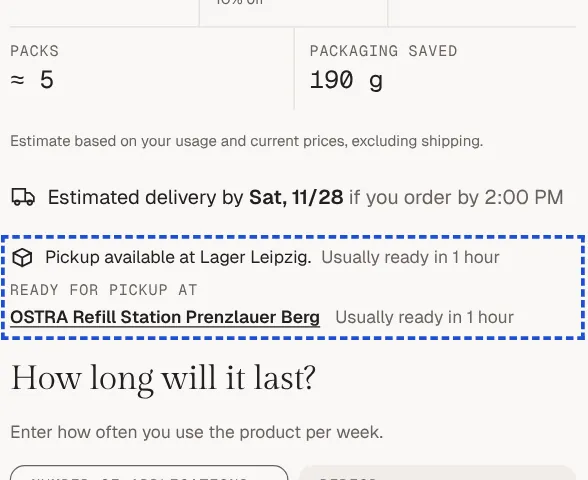 PACKS
≈ 5
PACKAGING SAVED
190 g
Estimate based on your usage and current prices, excluding shipping.
Estimated delivery by Sat, 11/28 if you order by 2:00 PM
Pickup available at Lager Leipzig. Usually ready in 1 hour
READY FOR PICKUP AT
OSTRA Refill Station Prenzlauer Berg Usually ready in 1 hour
How long will it last?
Enter how often you use the product per week.